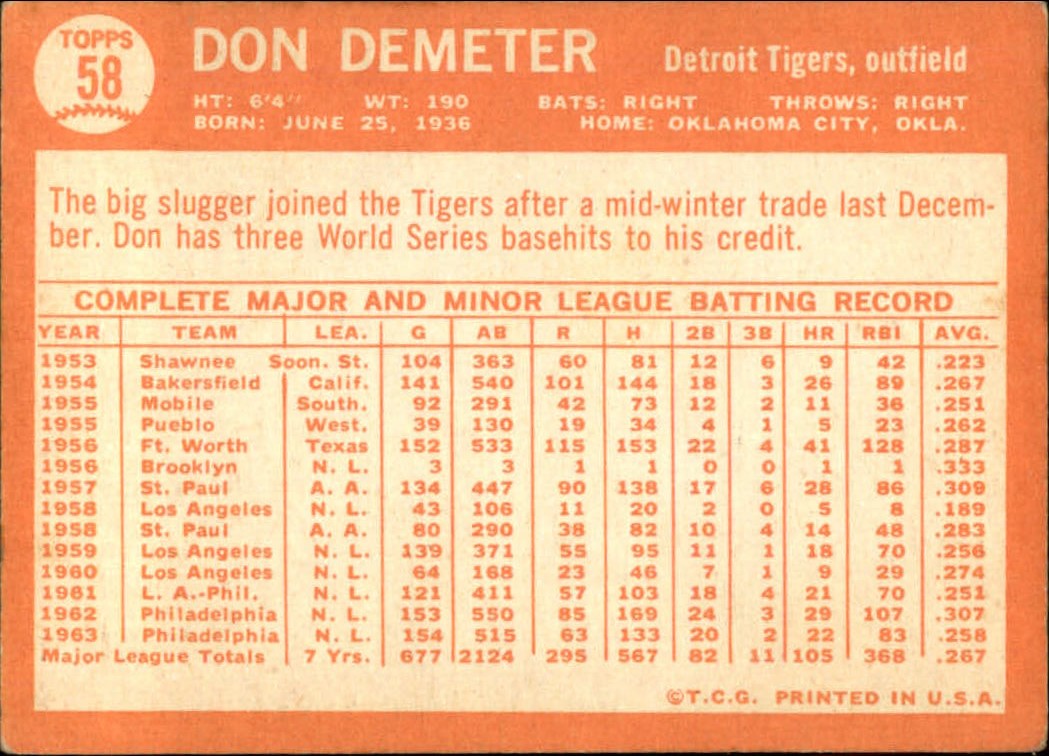 TOPPS
58
DON DEMETER
Detroit Tigers, outfield
HT: 6'4" WT: 190 BATS: RIGHT THROWS: RIGHT
BORN: JUNE 25, 1936 HOME: OKLAHOMA CITY, OKLA.
The big slugger joined the Tigers after a mid-winter trade last Decem-
ber. Don has three World Series basehits to his credit.
COMPLETE MAJOR AND MINOR LEAGUE BATTING RECORD
YEAR TEAM LEA. G AB R H 2B 3B HR RBI AVG.
1953 Shawnee Soon. St. 104 363 60 81 12 6 9 42 .223
1954 Bakersfield Calif. 141 540 101 144 18 3 26 89 .267
1955 Mobile South. 92 291 42 73 12 2 11 36 .251
1955 Pueblo West. 39 130 19 34 4 1 5 23 .262
1956 Ft. Worth Texas 152 533 115 153 22 4 41 128 .287
1956 Brooklyn N. L. 3 3 1 1 0 0 1 1 .333
1957 St. Paul A. A. 134 447 90 138 17 6 28 86 .309
1958 Los Angeles N. L. 43 106 11 20 2 0 5 8 .189
1958 St. Paul A. A. 80 290 38 82 10 4 14 48 .283
1959 Los Angeles N. L. 139 371 55 95 11 1 18 70 .256
1960 Los Angeles N. L. 64 168 23 46 7 1 9 29 .274
1961 L. A.-Phil. N. L. 121 411 57 103 18 4 21 70 .251
1962 Philadelphia N. L. 153 550 85 169 24 3 29 107 .307
1963 Philadelphia N. L. 154 515 63 133 20 2 22 83 .258
Major League Totals 7 Yrs. 677 2124 295 567 82 11 105 368 .267
©T.C.G. PRINTED IN U.S.A.